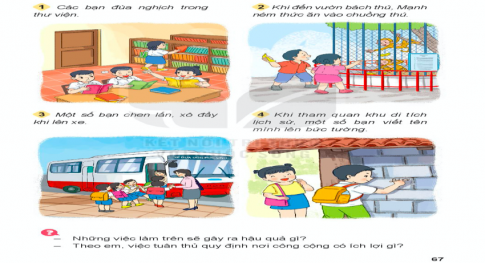 1 Các bạn đùa nghịch trong
thư viện.
2 Khi đến vườn bách thú, Mạnh
ném thức ăn vào chuồng thú.
3 Một số bạn chen lấn, xô đẩy
khi lên xe.
4 Khi tham quan khu di tích
lịch sử, một số bạn viết tên
mình lên bức tường.
?
– Những việc làm trên sẽ gây ra hậu quả gì?
– Theo em, việc tuân thủ quy định nơi công cộng có ích lợi gì?
67